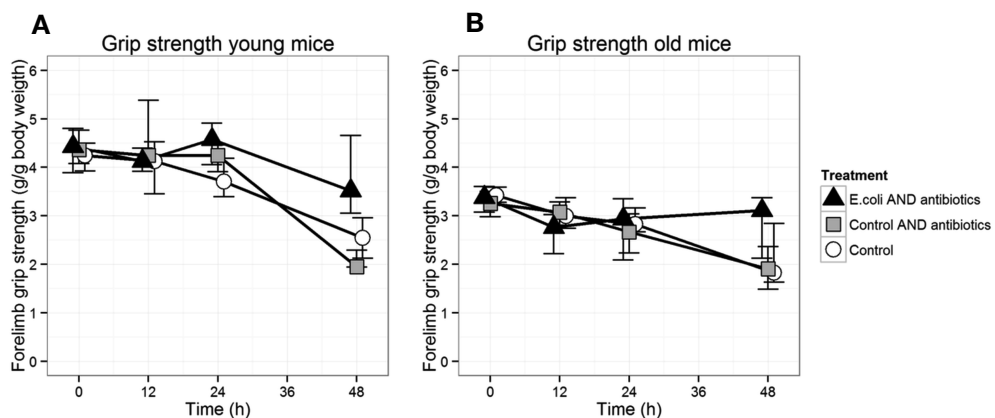 A
Grip strength young mice
Forelimb grip strength (g/g body weigth)
6
5
4
3
2
1
0
0 12 24 36 48
Time (h)
B
Grip strength old mice
Forelimb grip strength (g/g body weigth)
6
5
4
3
2
1
0
0 12 24 36 48
Time (h)
Treatment
E.coli AND antibiotics
Control AND antibiotics
Control